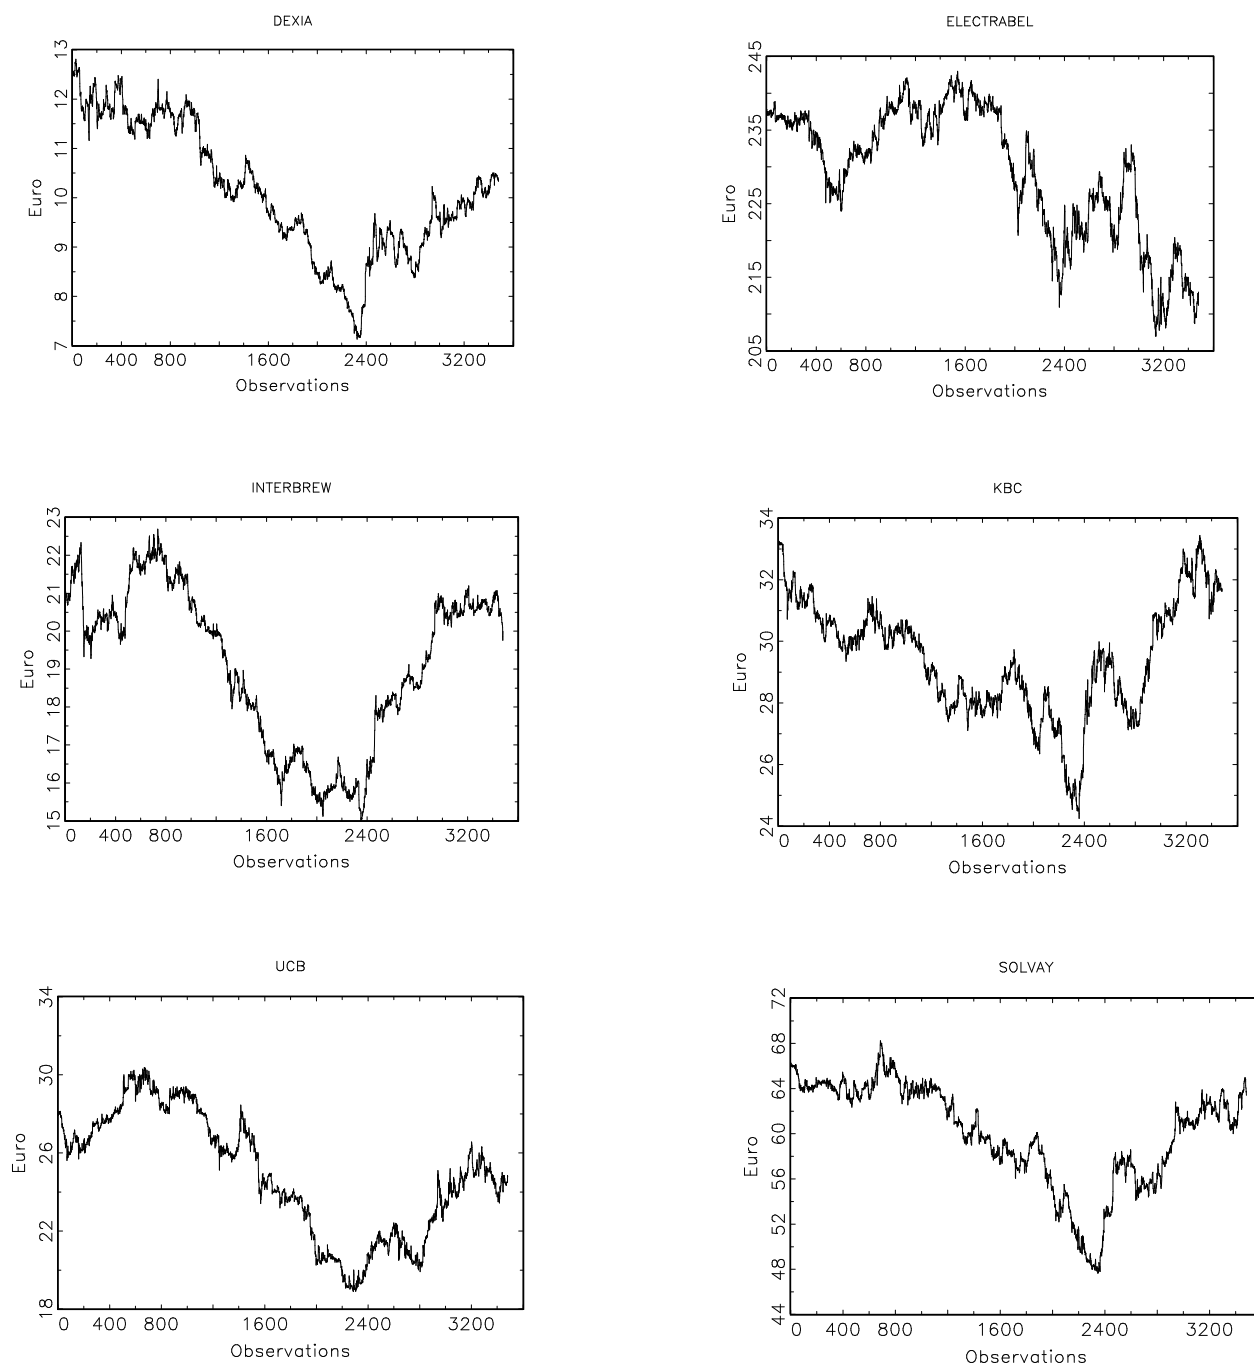 DEXIA
13
12
11
10
9
8
7
Euro
0 400 800 1600 2400 3200
Observations
ELECTRABEL
245
235
225
215
205
Euro
0 400 800 1600 2400 3200
Observations
INTERBREW
23
22
21
20
19
18
17
16
15
Euro
0 400 800 1600 2400 3200
Observations
KBC
34
32
30
28
26
24
Euro
0 400 800 1600 2400 3200
Observations
UCB
34
30
26
22
18
Euro
0 400 800 1600 2400 3200
Observations
SOLVAY
72
68
64
60
56
52
48
44
Euro
0 400 800 1600 2400 3200
Observations